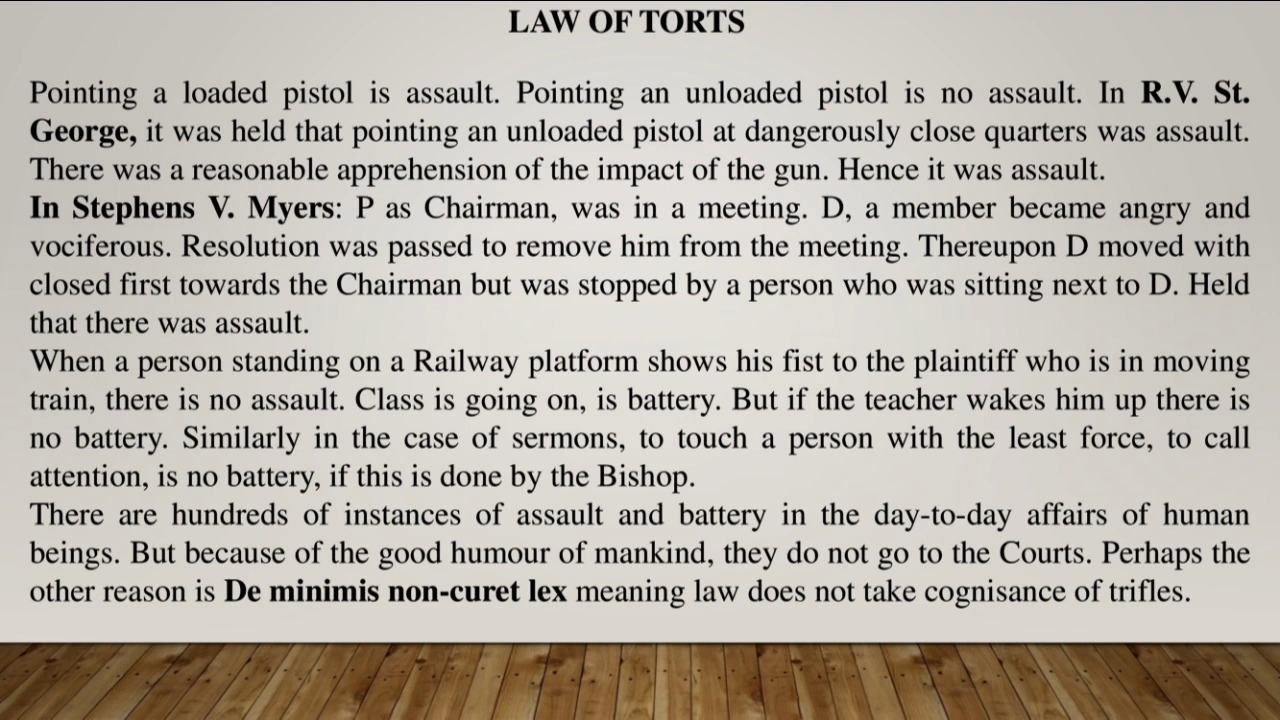 LAW OF TORTS
Pointing a loaded pistol is assault. Pointing an unloaded pistol is no assault. In R.V. St.
George, it was held that pointing an unloaded pistol at dangerously close quarters was assault.
There was a reasonable apprehension of the impact of the gun. Hence it was assault.
In Stephens V. Myers: P as Chairman, was in a meeting. D, a member became angry and
vociferous. Resolution was passed to remove him from the meeting. Thereupon D moved with
closed first towards the Chairman but was stopped by a person who was sitting next to D. Held
that there was assault.
When a person standing on a Railway platform shows his fist to the plaintiff who is in moving
train, there is no assault. Class is going on, is battery. But if the teacher wakes him up there is
no battery. Similarly in the case of sermons, to touch a person with the least force, to call
attention, is no battery, if this is done by the Bishop.
There are hundreds of instances of assault and battery in the day-to-day affairs of human
beings. But because of the good humour of mankind, they do not go to the Courts. Perhaps the
other reason is De minimis non-curet lex meaning law does not take cognisance of trifles.